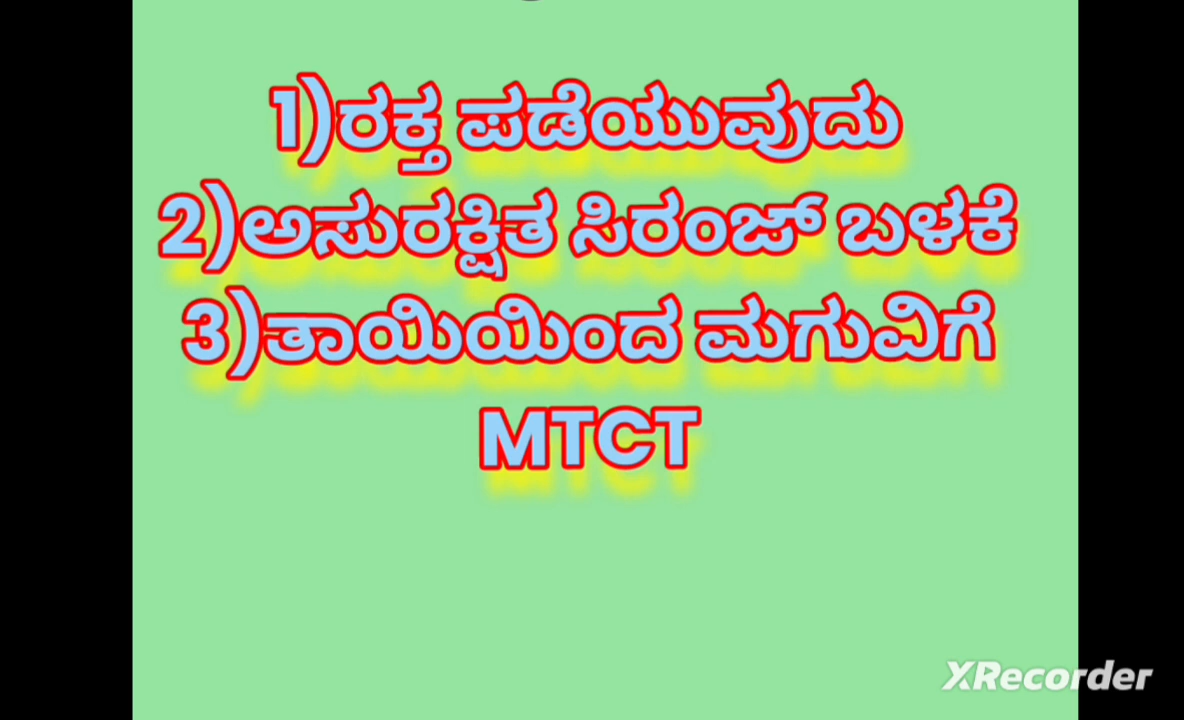 1)ರಕ್ತ ಪಡೆಯುವುದು
2)ಅಸುರಕ್ಷಿತ ಸಿರಂಜ್ ಬಳಕೆ
3)ತಾಯಿಯಿಂದ ಮಗುವಿಗೆ
MTCT
XRecorder